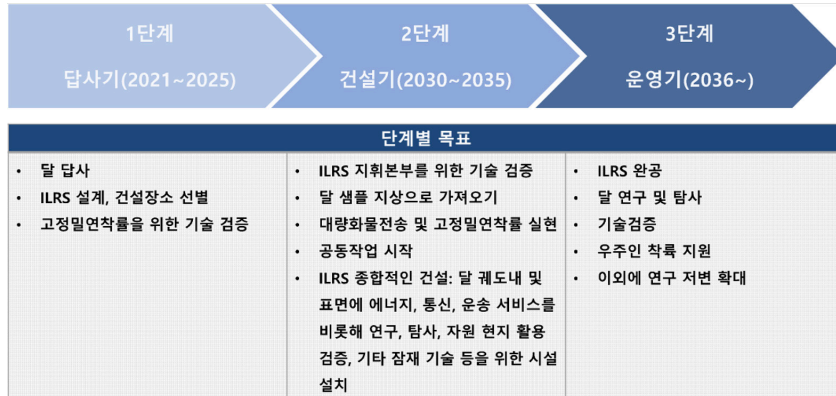 1단계
답사기(2021~2025)
2단계
건설기(2030~2035)
3단계
운영기(2036~)
단계별 목표
• 달 답사
• ILRS 설계, 건설장소 선별
• 고정밀연착륙을 위한 기술 검증
• ILRS 지휘본부를 위한 기술 검증
• 달 샘플 지상으로 가져오기
• 대량화물전송 및 고정밀연착륙 실현
• 공동작업 시작
• ILRS 종합적인 건설: 달 궤도내 및
표면에 에너지, 통신, 운송 서비스를
비롯해 연구, 탐사, 자원 현지 활용
검증, 기타 잠재 기술 등을 위한 시설
설치
• ILRS 완공
• 달 연구 및 탐사
• 기술검증
• 우주인 착륙 지원
• 이외에 연구 저변 확대